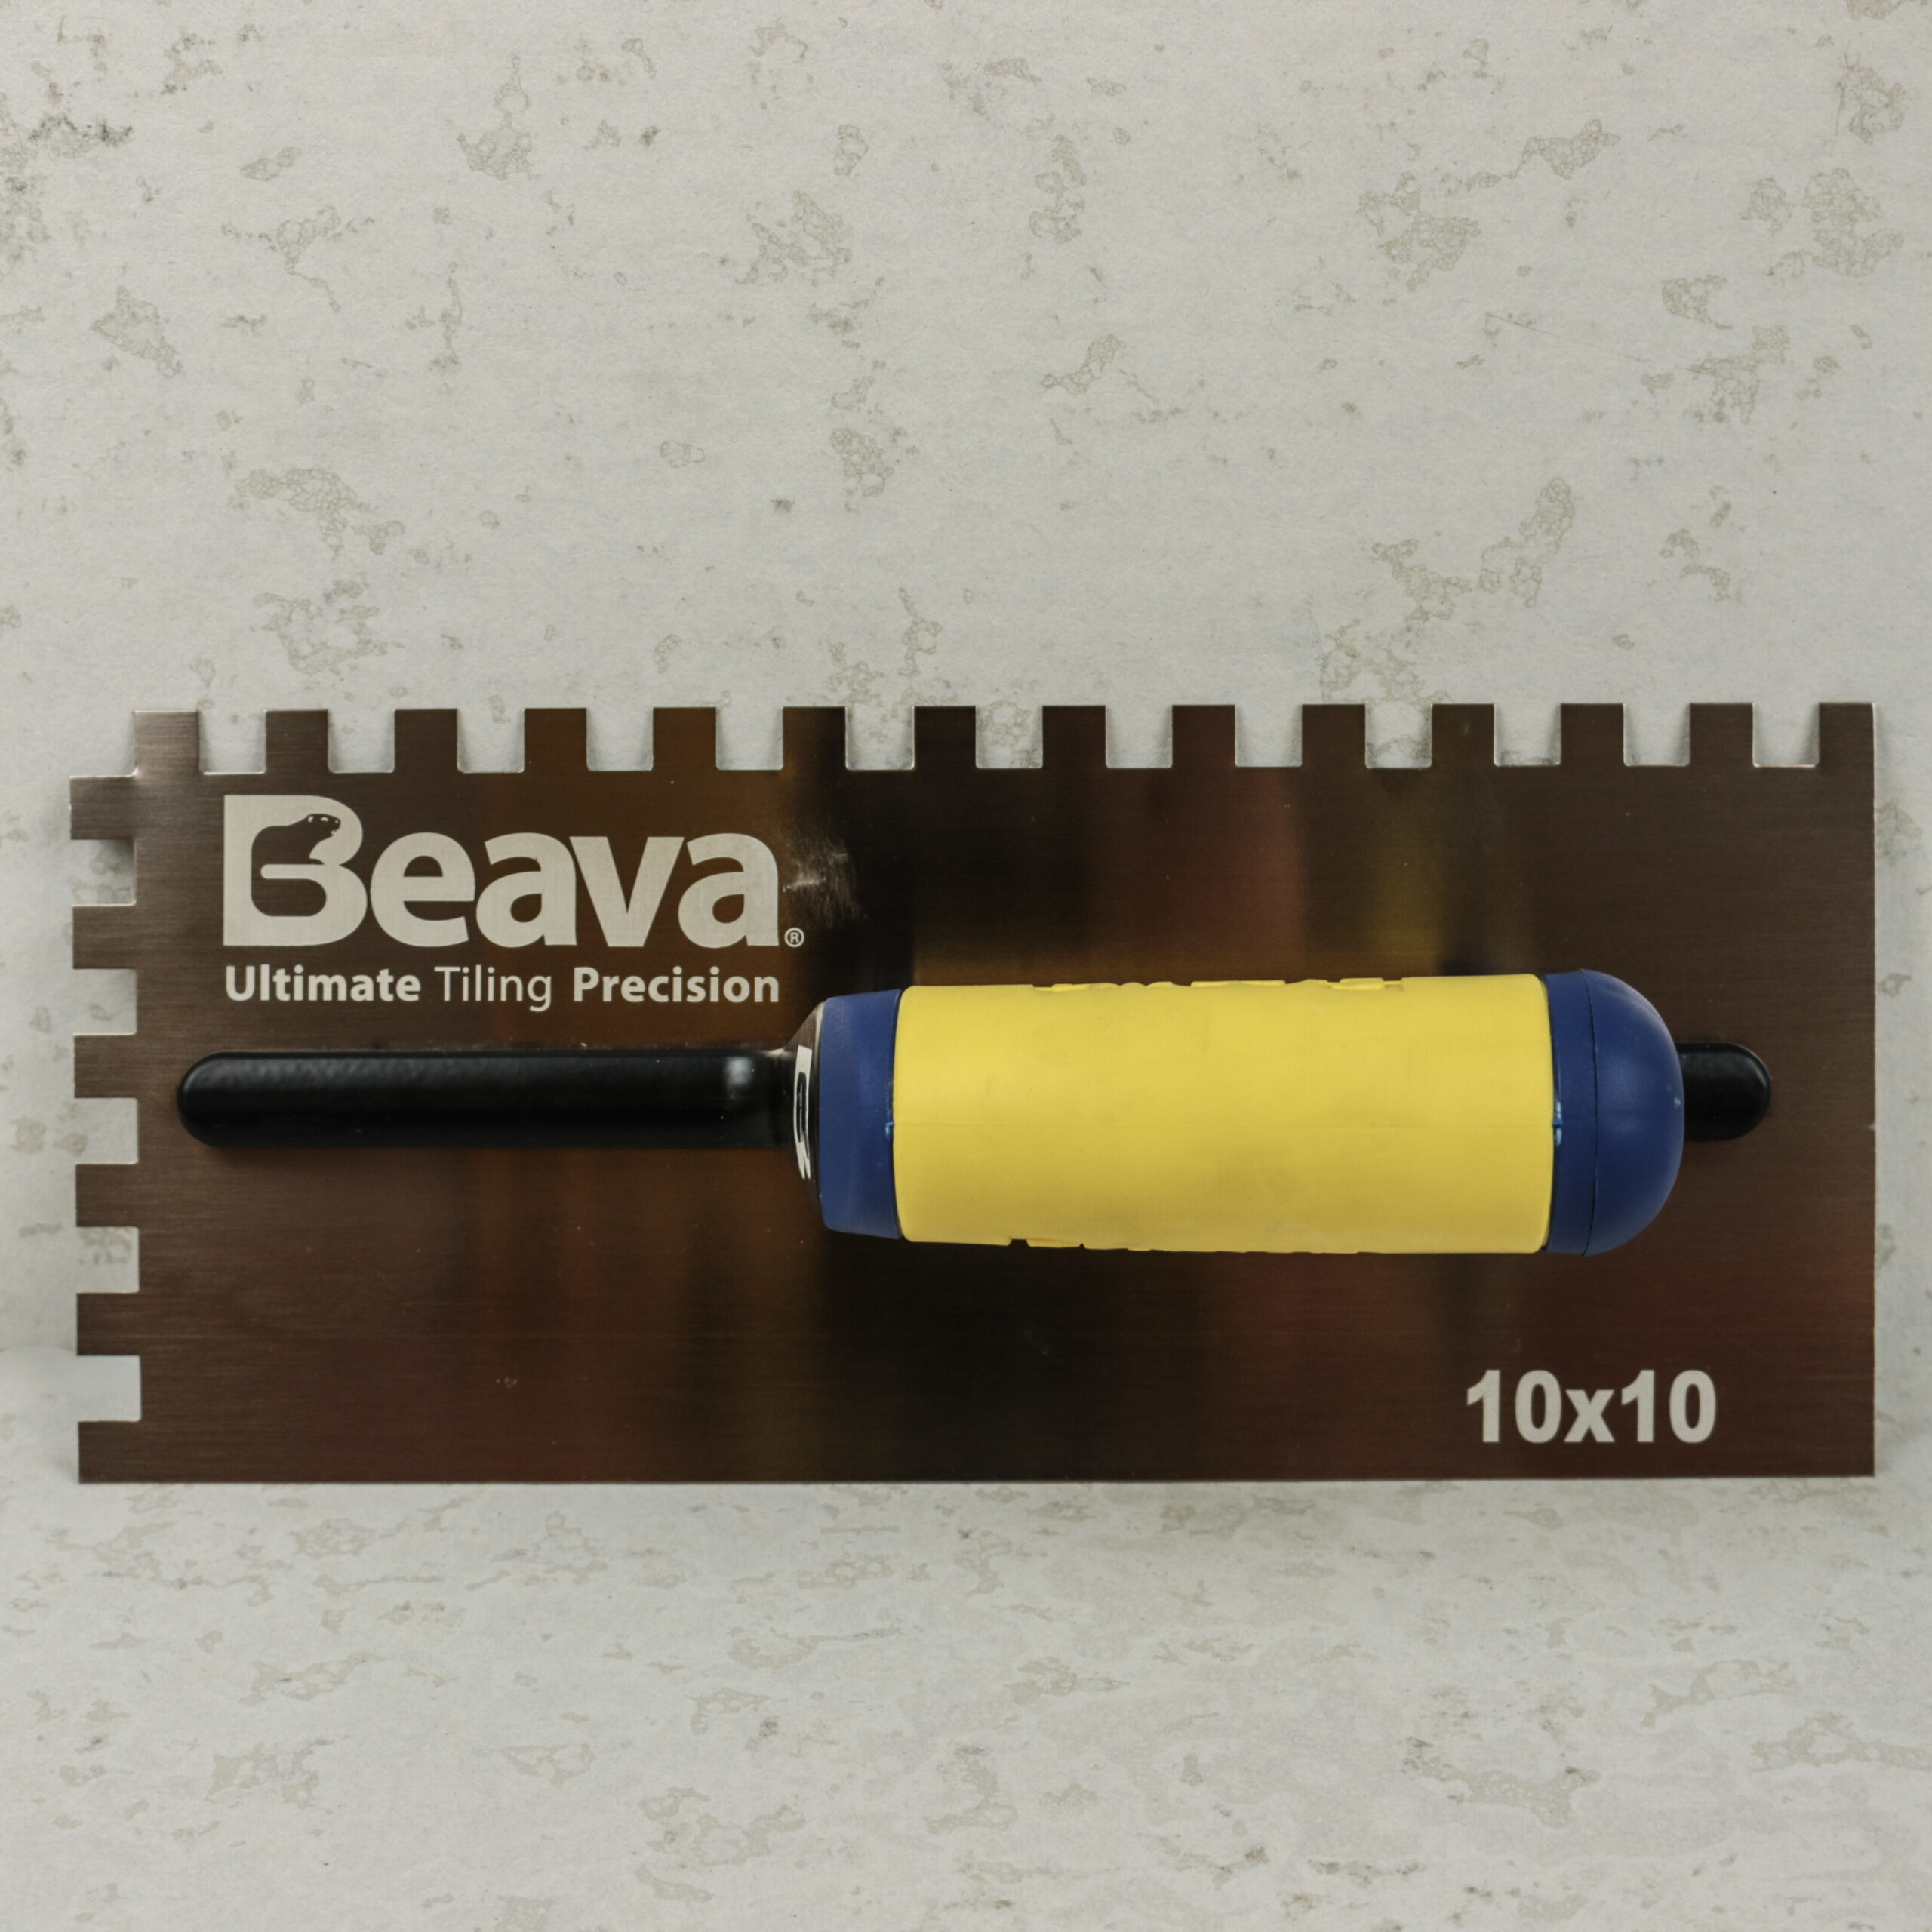 Beava®
Ultimate Tiling Precision
10x10